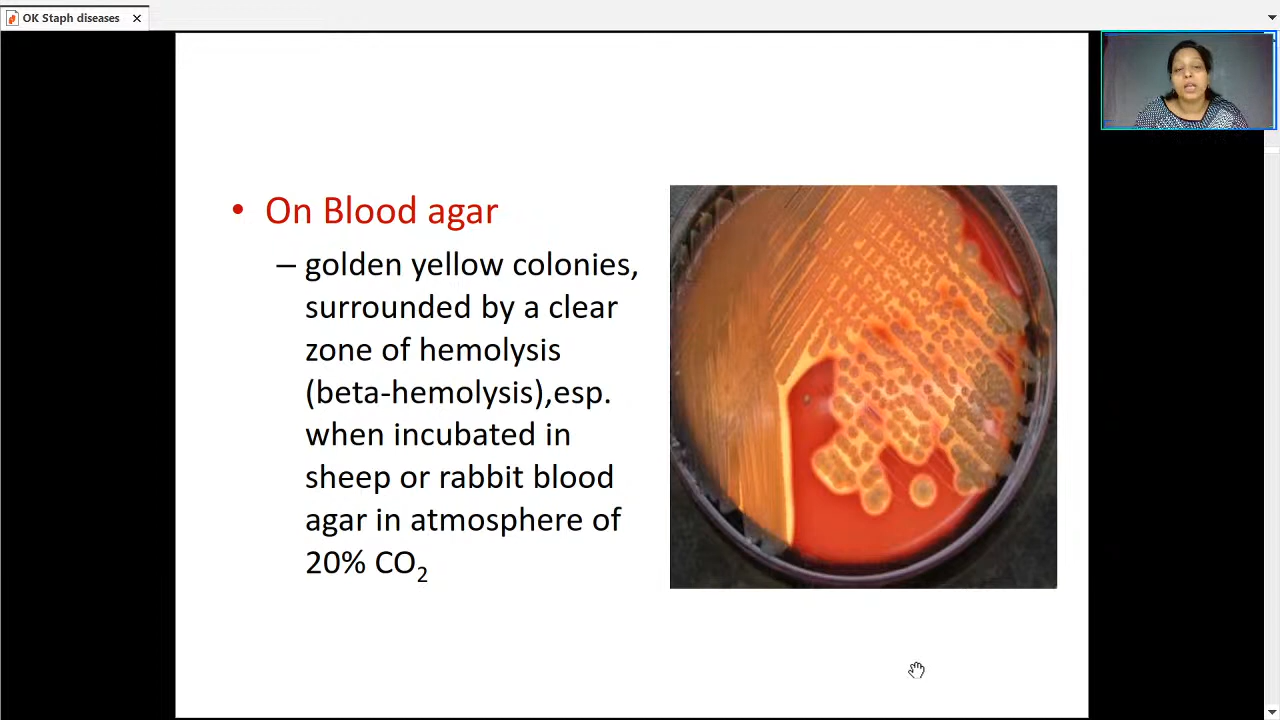 OK Staph diseases
• On Blood agar
– golden yellow colonies,
surrounded by a clear
zone of hemolysis
(beta-hemolysis),esp.
when incubated in
sheep or rabbit blood
agar in atmosphere of
20% CO₂